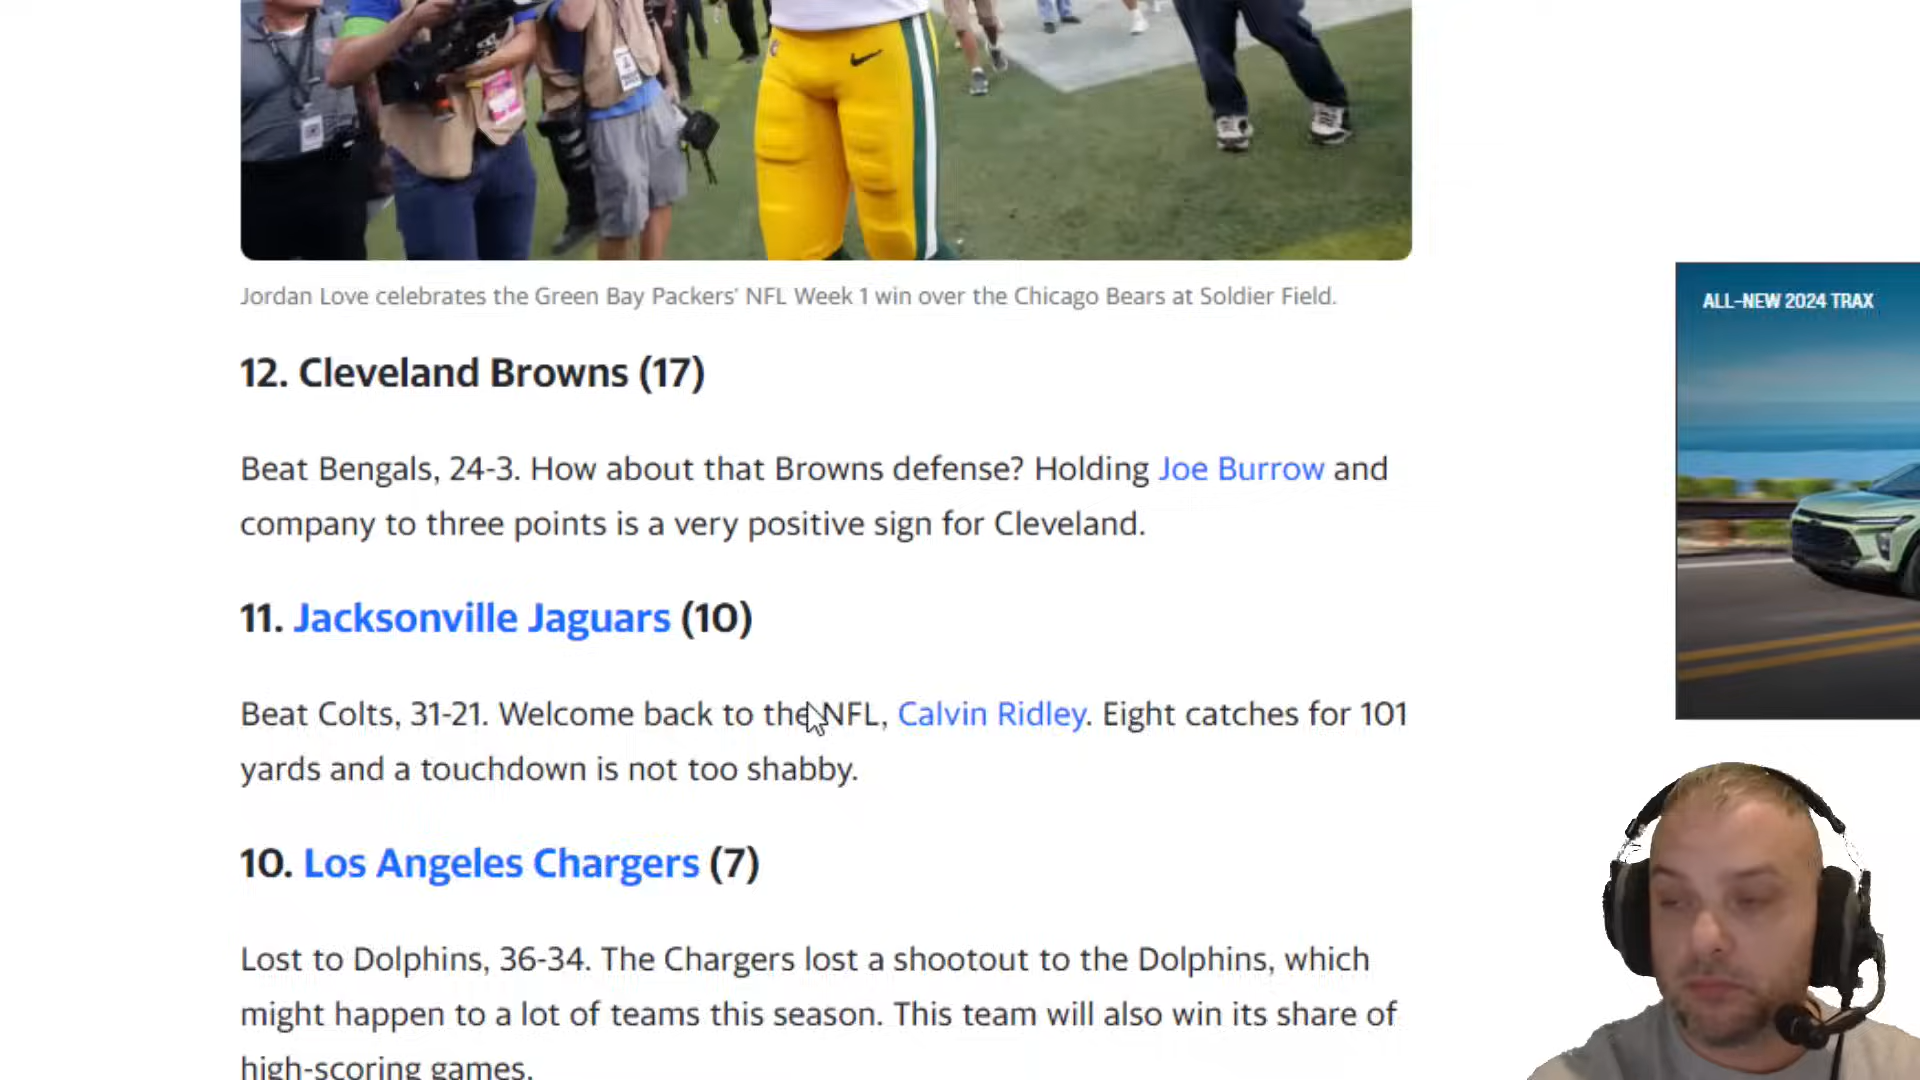 Jordan Love celebrates the Green Bay Packers' NFL Week 1 win over the Chicago Bears at Soldier Field.
ALL-NEW 2024 TRAX
12. Cleveland Browns (17)
Beat Bengals, 24-3. How about that Browns defense? Holding Joe Burrow and
company to three points is a very positive sign for Cleveland.
11. Jacksonville Jaguars (10)
Beat Colts, 31-21. Welcome back to the NFL, Calvin Ridley. Eight catches for 101
yards and a touchdown is not too shabby.
10. Los Angeles Chargers (7)
Lost to Dolphins, 36-34. The Chargers lost a shootout to the Dolphins, which
might happen to a lot of teams this season. This team will also win its share of
high-scoring games.